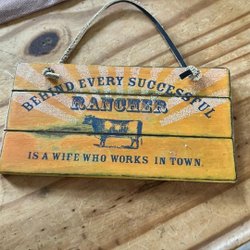 BEHIND EVERY SUCCESSFUL
RANCHER
IS A WIFE WHO WORKS IN TOWN.